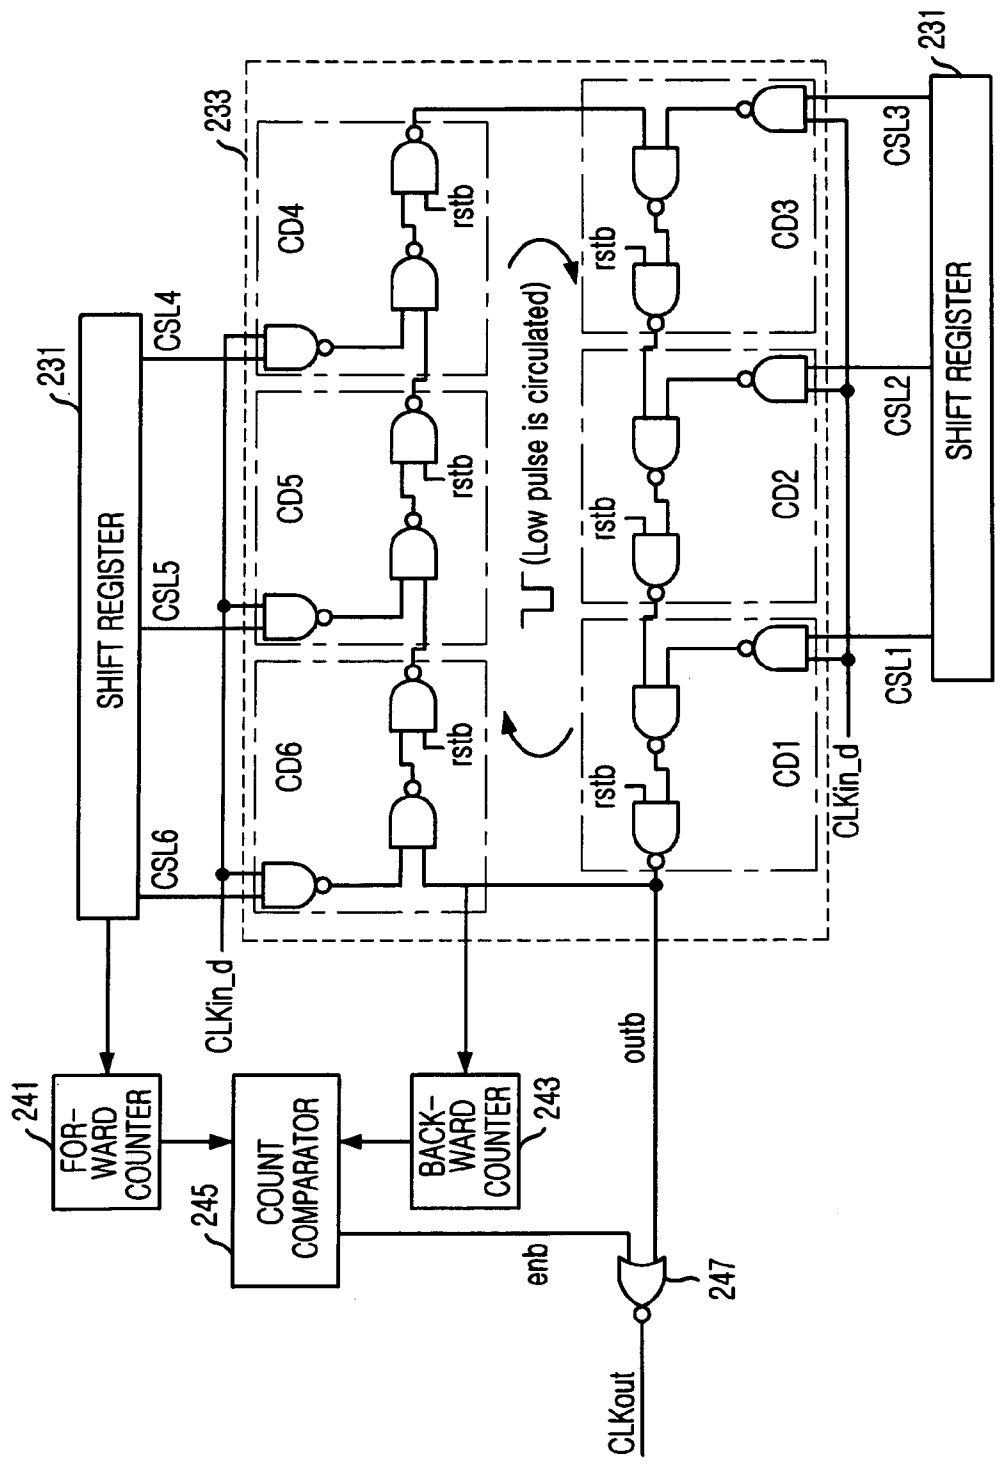 231
SHIFT REGISTER
CSL6
CSL5
CSL4
241
FOR-
WARD
COUNTER
CLKin_d
233
CD6
CD5
CD4
rstb
rstb
rstb
245
COUNT
COMPARATOR
BACK-
WARD
COUNTER
243
(Low pulse is circulated)
enb
outb
rstb
rstb
rstb
247
CLKout
CD1
CD2
CD3
CLKin_d
CSL1
CSL2
CSL3
SHIFT REGISTER
231